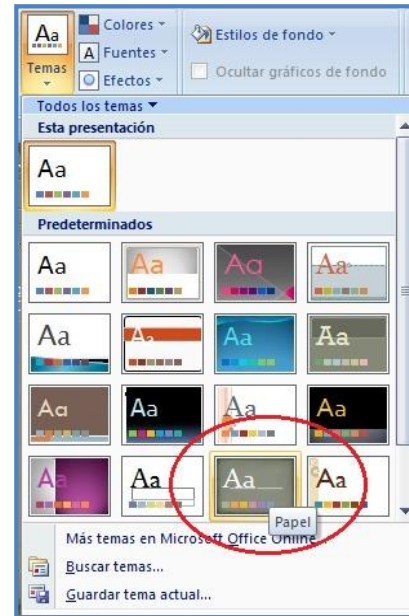 Aa
Temas
Colores
A Fuentes
Efectos
Estilos de fondo
Ocultar gráficos de fondo
Todos los temas
Esta presentación
Aa
Predeterminados
Aa Aa Aa Aa
Aa Aa Aa Aa
Aa Aa Aa Aa
Aa Aa Aa Aa
Papel
Más temas en Microsoft Office Online...
Buscar temas...
Guardar tema actual...